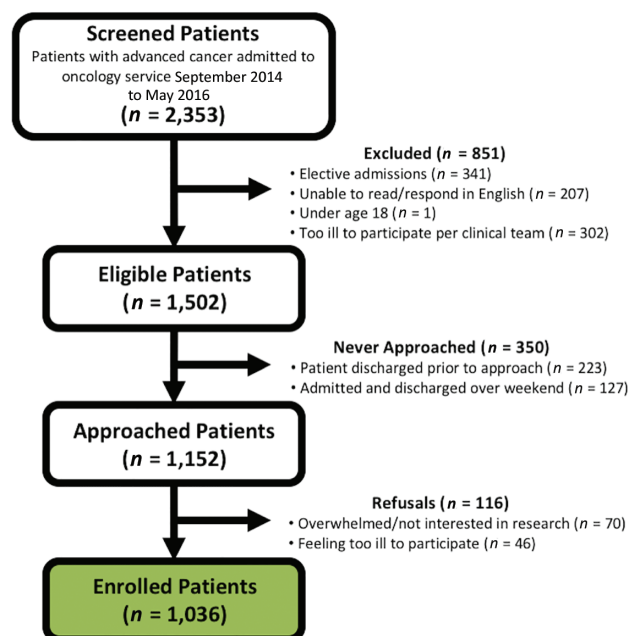 Screened Patients
Patients with advanced cancer admitted to
oncology service September 2014
to May 2016
(n = 2,353)
Excluded (n = 851)
• Elective admissions (n = 341)
• Unable to read/respond in English (n = 207)
• Under age 18 (n = 1)
• Too ill to participate per clinical team (n = 302)
Eligible Patients
(n = 1,502)
Never Approached (n = 350)
• Patient discharged prior to approach (n = 223)
• Admitted and discharged over weekend (n = 127)
Approached Patients
(n = 1,152)
Refusals (n = 116)
• Overwhelmed/not interested in research (n = 70)
• Feeling too ill to participate (n = 46)
Enrolled Patients
(n = 1,036)